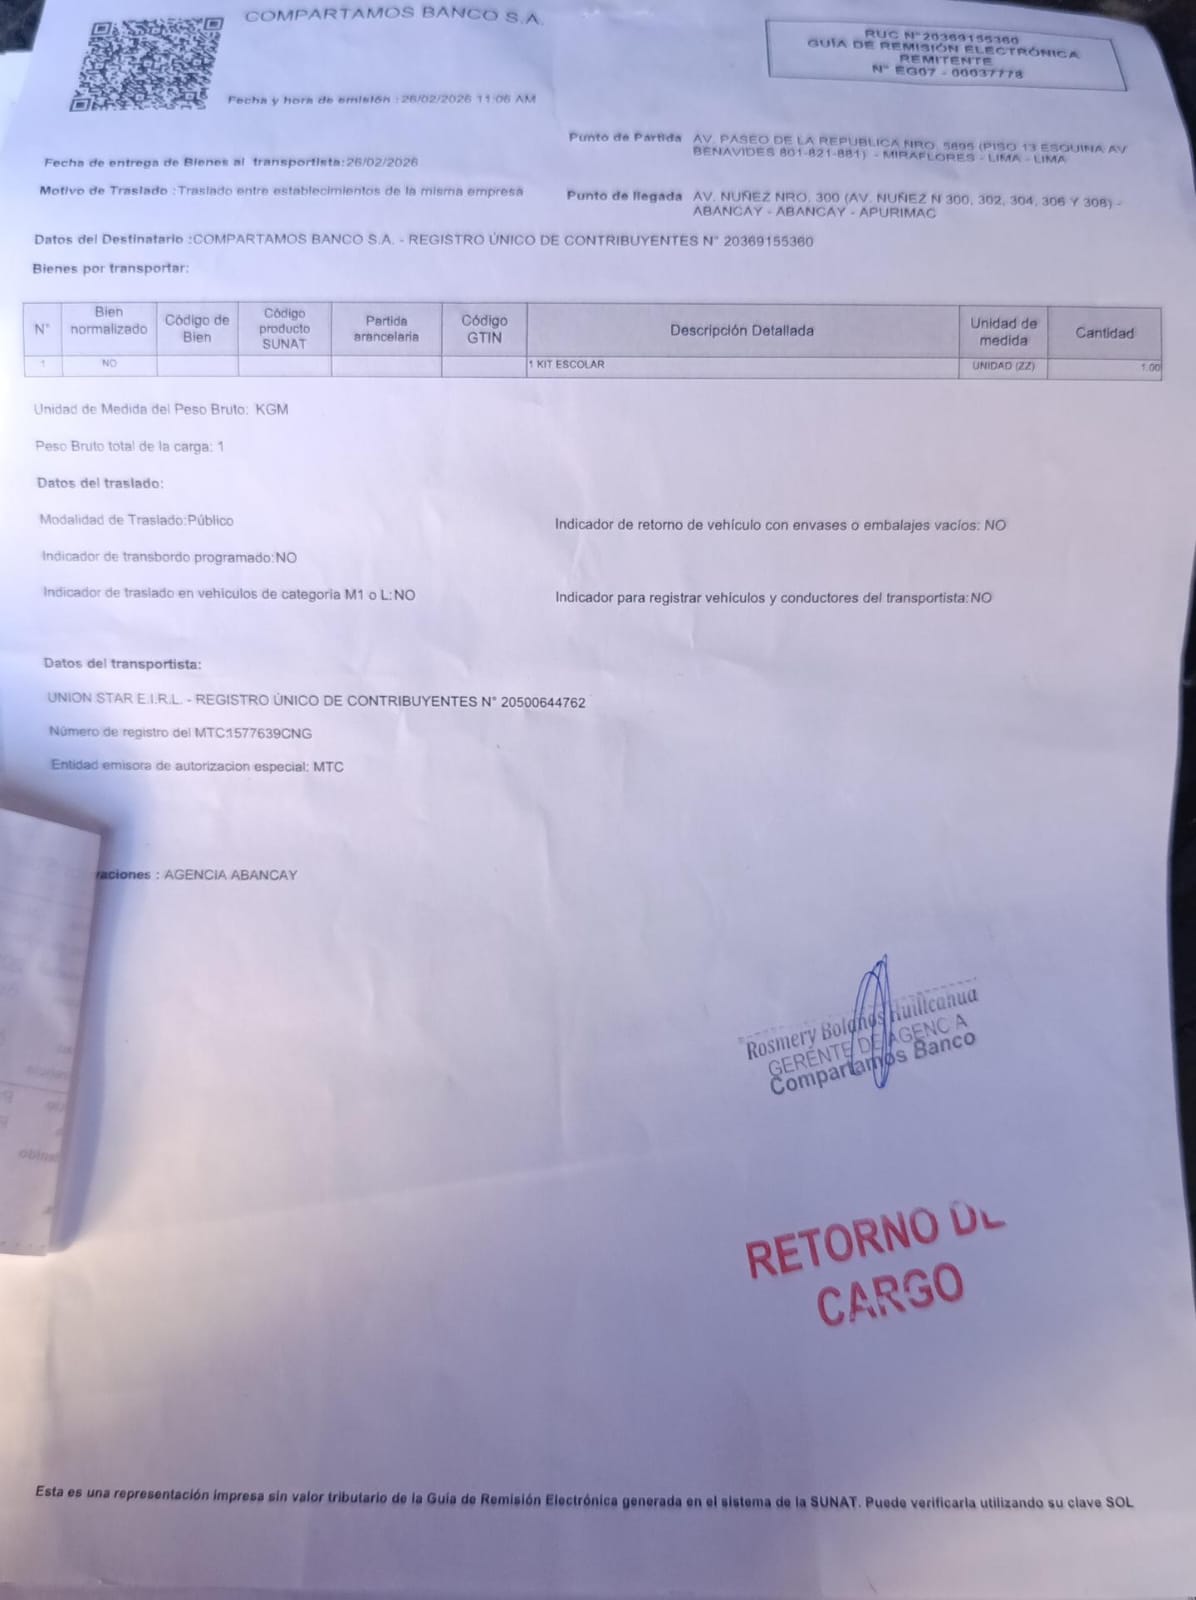 COMPARTAMOS BANCO S.A.
RUC N° 20369155360
GUÍA DE REMISIÓN ELECTRÓNICA
REMITENTE
N° EG07 - 00037778
Fecha y hora de emisión : 26/02/2026 11:06 AM
Fecha de entrega de Bienes al transportista:26/02/2026
Punto de Partida AV. PASEO DE LA REPUBLICA NRO. 5895 (PISO 13 ESQUINA AV
BENAVIDES 801-821-881) - MIRAFLORES - LIMA - LIMA
Motivo de Traslado :Traslado entre establecimientos de la misma empresa
Punto de llegada AV. NUÑEZ NRO. 300 (AV. NUÑEZ N 300, 302, 304, 306 Y 308) -
ABANCAY - ABANCAY - APURIMAC
Datos del Destinatario :COMPARTAMOS BANCO S.A. - REGISTRO ÚNICO DE CONTRIBUYENTES N° 20369155360
Bienes por transportar:
N° Bien normalizado Código de Bien Código producto SUNAT Partida arancelaria Código GTIN Descripción Detallada Unidad de medida Cantidad
1 NO 1 KIT ESCOLAR UNIDAD (ZZ) 1.00
Unidad de Medida del Peso Bruto: KGM
Peso Bruto total de la carga: 1
Datos del traslado:
Modalidad de Traslado:Público
Indicador de retorno de vehículo con envases o embalajes vacíos: NO
Indicador de transbordo programado:NO
Indicador de traslado en vehículos de categoría M1 o L:NO
Indicador para registrar vehículos y conductores del transportista:NO
Datos del transportista:
UNION STAR E.I.R.L. - REGISTRO ÚNICO DE CONTRIBUYENTES N° 20500644762
Número de registro del MTC:1577639CNG
Entidad emisora de autorizacion especial: MTC
raciones : AGENCIA ABANCAY
Rosmery Bolaños Huillcahua
GERENTE DE AGENCIA
Compartamos Banco
RETORNO DE
CARGO
Esta es una representación impresa sin valor tributario de la Guía de Remisión Electrónica generada en el sistema de la SUNAT. Puede verificarla utilizando su clave SOL